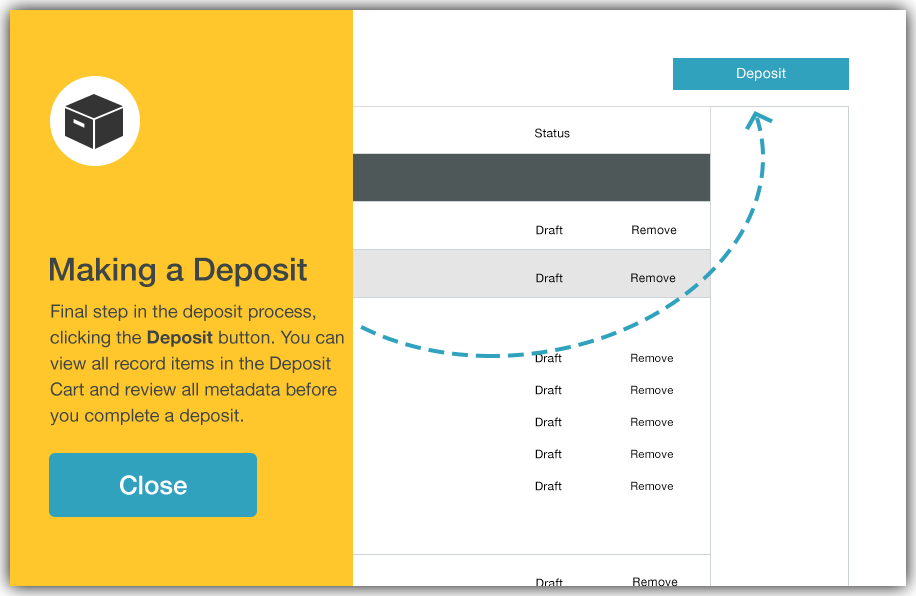 Deposit
Status
Draft Remove
Draft Remove
Making a Deposit
Final step in the deposit process,
clicking the Deposit button. You can
view all record items in the Deposit
Cart and review all metadata before
you complete a deposit.
Close
Draft Remove
Draft Remove
Draft Remove
Draft Remove
Draft Remove
Draft Remove